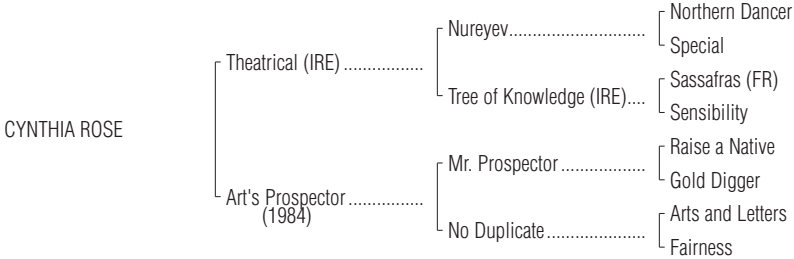 Northern Dancer
Nureyev............................
Special
Theatrical (IRE) .................
Sassafras (FR)
Tree of Knowledge (IRE)....
Sensibility
CYNTHIA ROSE
Raise a Native
Mr. Prospector ..................
Gold Digger
Art's Prospector ................
(1984)
Arts and Letters
No Duplicate.....................
Fairness